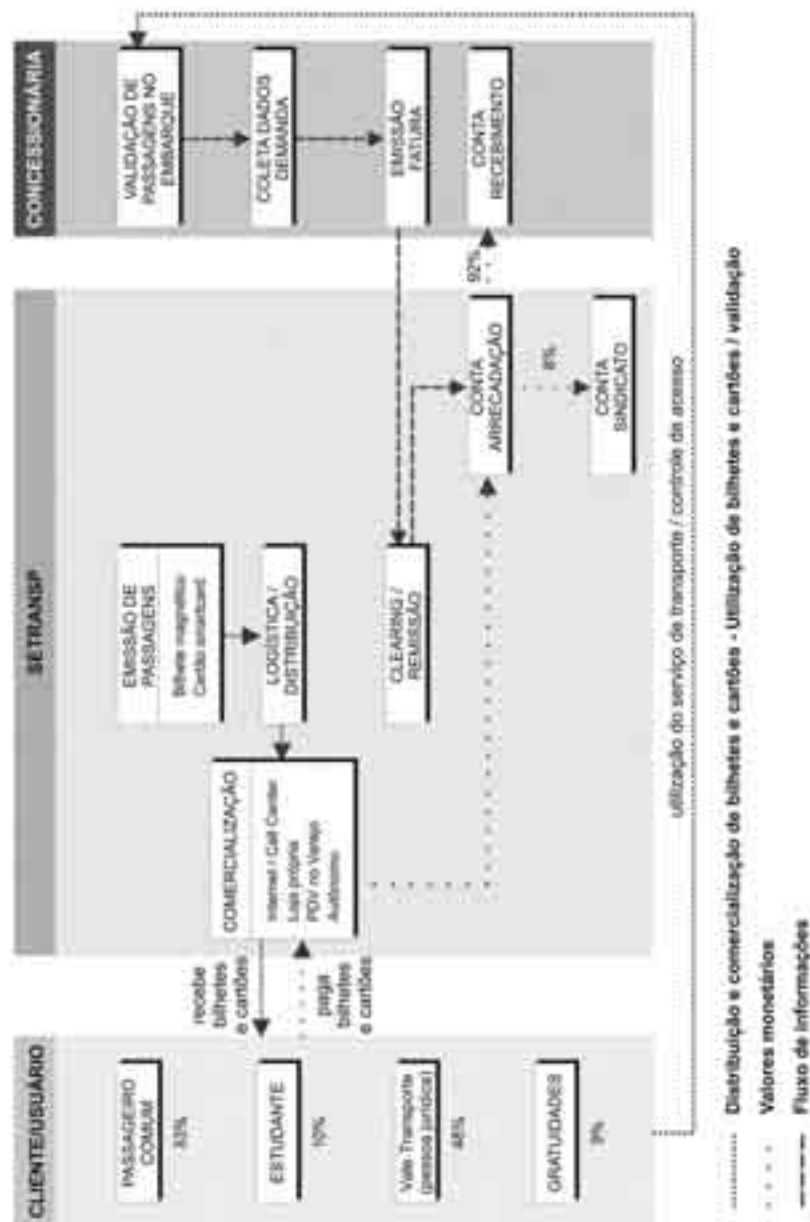 CLIENTE/USUÁRIO
PASSAGEIRO
COMUM
33%
ESTUDANTE
10%
Vale-Transporte
(pessoa jurídica)
48%
GRATUIDADES
9%
recebe
bilhetes
e cartões
paga
bilhetes
e cartões
SETRANSP
EMISSÃO DE
PASSAGENS
Bilhete magnético
Cartão smartcard
LOGÍSTICA /
DISTRIBUIÇÃO
COMERCIALIZAÇÃO
Internet / Call Center
Loja própria
PDV no Varejo
Autônomo
CLEARING /
REMISSÃO
CONTA
ARRECADAÇÃO
92%
8%
CONTA
SINDICATO
CONCESSIONÁRIA
VALIDAÇÃO DE
PASSAGENS NO
EMBARQUE
COLETA DADOS
DEMANDA
EMISSÃO
FATURA
CONTA
RECEBIMENTO
utilização do serviço de transporte / controle da acesso
Distribuição e comercialização de bilhetes e cartões - Utilização de bilhetes e cartões / validação
Valores monetários
Fluxo de informações